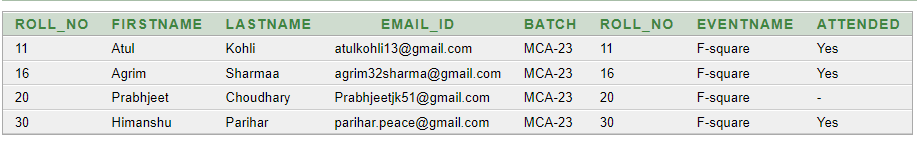 ROLL_NO FIRSTNAME LASTNAME EMAIL_ID BATCH ROLL_NO EVENTNAME ATTENDED
11 Atul Kohli atulkohli13@gmail.com MCA-23 11 F-square Yes
16 Agrim Sharmaa agrim32sharma@gmail.com MCA-23 16 F-square Yes
20 Prabhjeet Choudhary Prabhjeetjk51@gmail.com MCA-23 20 F-square -
30 Himanshu Parihar parihar.peace@gmail.com MCA-23 30 F-square Yes